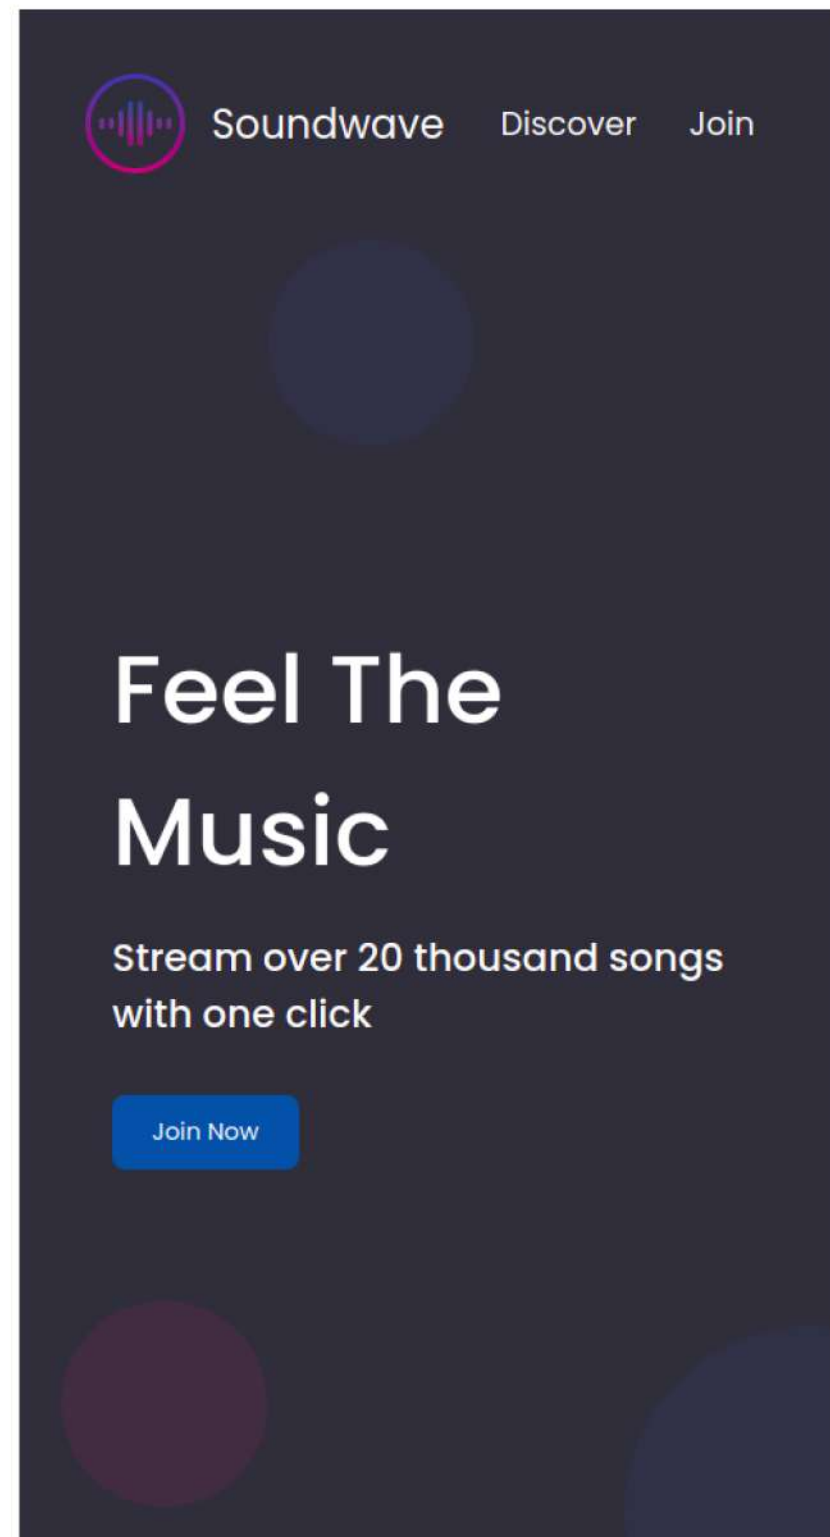 Soundwave Discover Join
Feel The
Music
Stream over 20 thousand songs
with one click
Join Now